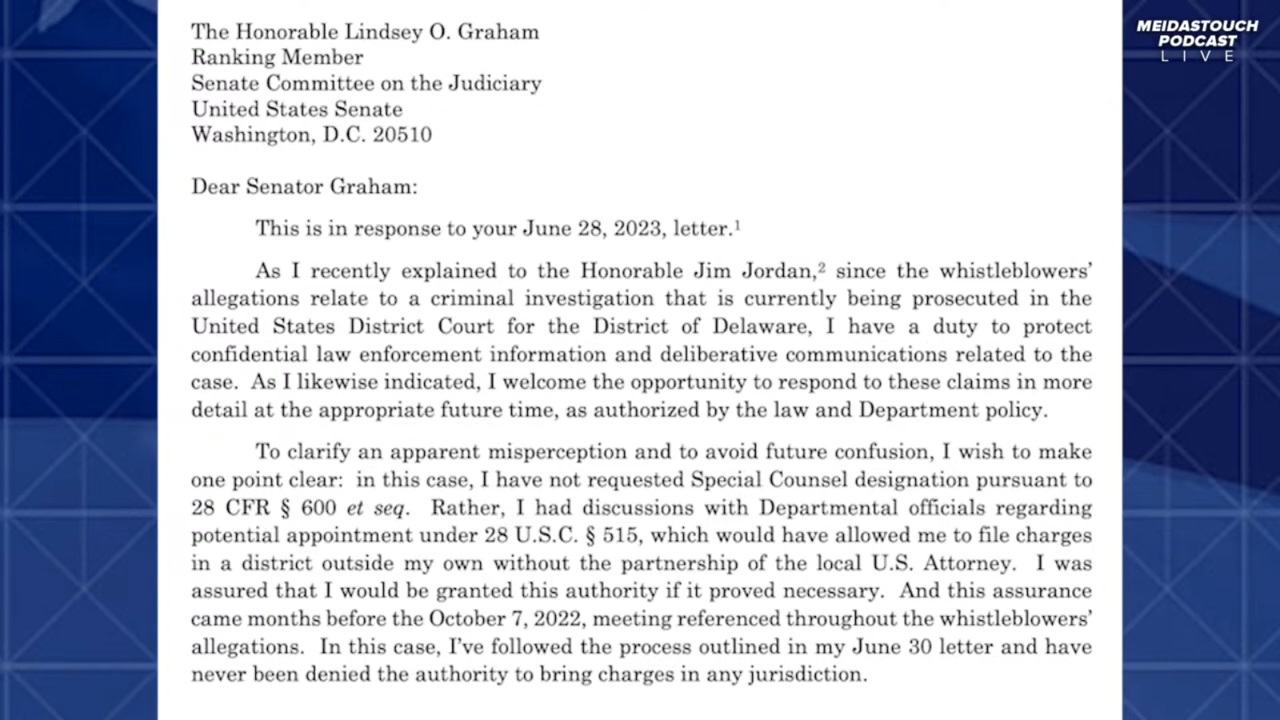 The Honorable Lindsey O. Graham
Ranking Member
Senate Committee on the Judiciary
United States Senate
Washington, D.C. 20510
Dear Senator Graham:
This is in response to your June 28, 2023, letter.¹
As I recently explained to the Honorable Jim Jordan,² since the whistleblowers'
allegations relate to a criminal investigation that is currently being prosecuted in the
United States District Court for the District of Delaware, I have a duty to protect
confidential law enforcement information and deliberative communications related to the
case. As I likewise indicated, I welcome the opportunity to respond to these claims in more
detail at the appropriate future time, as authorized by the law and Department policy.
To clarify an apparent misperception and to avoid future confusion, I wish to make
one point clear: in this case, I have not requested Special Counsel designation pursuant to
28 CFR § 600 et seq. Rather, I had discussions with Departmental officials regarding
potential appointment under 28 U.S.C. § 515, which would have allowed me to file charges
in a district outside my own without the partnership of the local U.S. Attorney. I was
assured that I would be granted this authority if it proved necessary. And this assurance
came months before the October 7, 2022, meeting referenced throughout the whistleblowers'
allegations. In this case, I've followed the process outlined in my June 30 letter and have
never been denied the authority to bring charges in any jurisdiction.
MEIDASTOUCH
PODCAST
LIVE